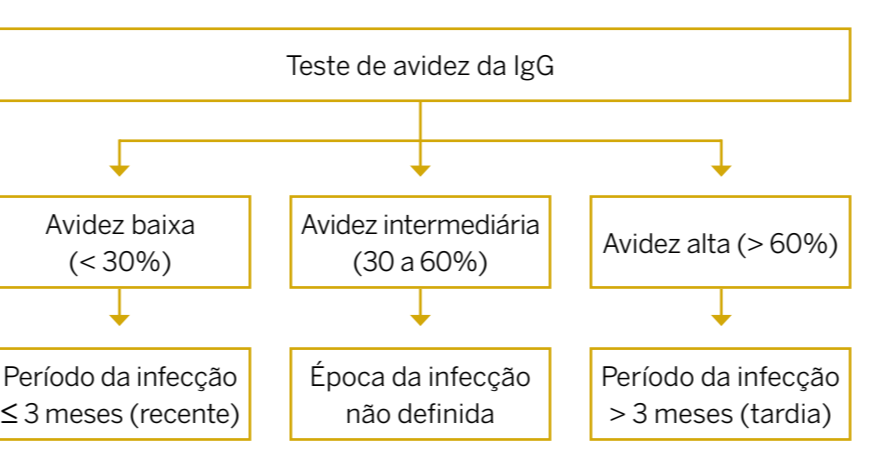 Teste de avidez da IgG
Avidez baixa
(< 30%)
Avidez intermediária
(30 a 60%)
Avidez alta (> 60%)
Período da infecção
≤ 3 meses (recente)
Época da infecção
não definida
Período da infecção
> 3 meses (tardia)